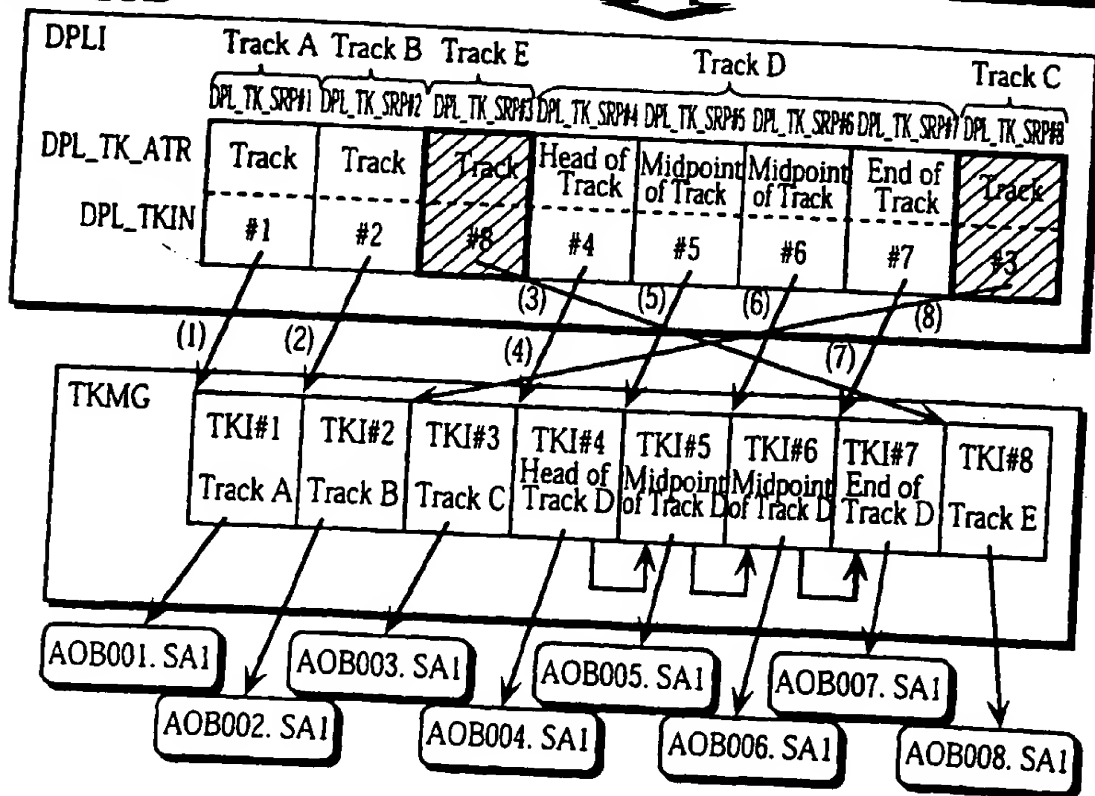 DPLI
Track A Track B Track E Track D Track C
DPL_TK_SRP#1 DPL_TK_SRP#2 DPL_TK_SRP#3 DPL_TK_SRP#4 DPL_TK_SRP#5 DPL_TK_SRP#6 DPL_TK_SRP#7 DPL_TK_SRP#8
DPL_TK_ATR Track Track Track Head of Track Midpoint of Track Midpoint of Track End of Track Track
DPL_TKIN #1 #2 #8 #4 #5 #6 #7 #3
(1) (2) (3) (4) (5) (6) (7) (8)
TKMG
TKI#1 TKI#2 TKI#3 TKI#4 TKI#5 TKI#6 TKI#7 TKI#8
Track A Track B Track C Head of Track D Midpoint of Track D Midpoint of Track D End of Track D Track E
AOB001. SA1 AOB003. SA1 AOB005. SA1 AOB007. SA1
AOB002. SA1 AOB004. SA1 AOB006. SA1 AOB008. SA1